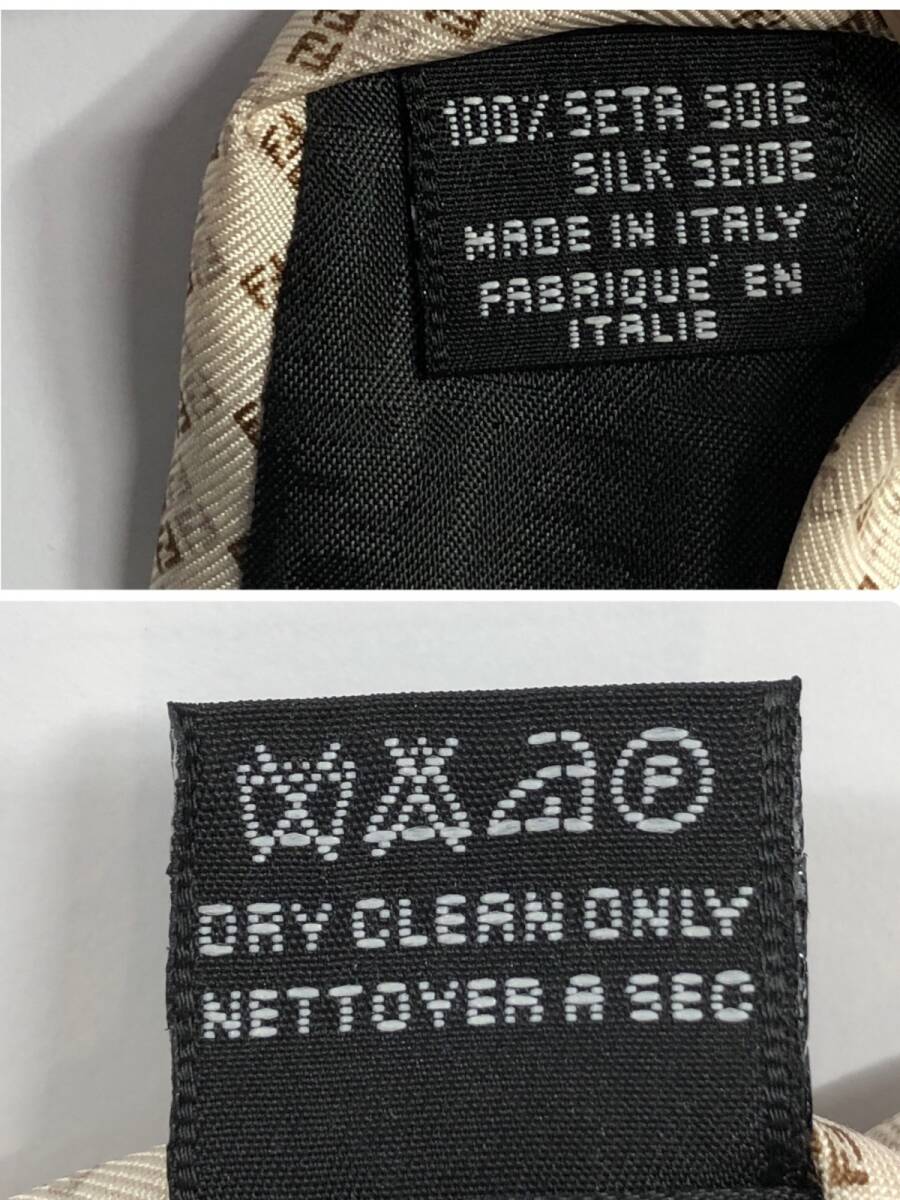 100% SETA SOIE
SILK SEIDE
MADE IN ITALY
FABRIQUE' EN
ITALIE
P
DRY CLEAN ONLY
NETTOYER A SEC